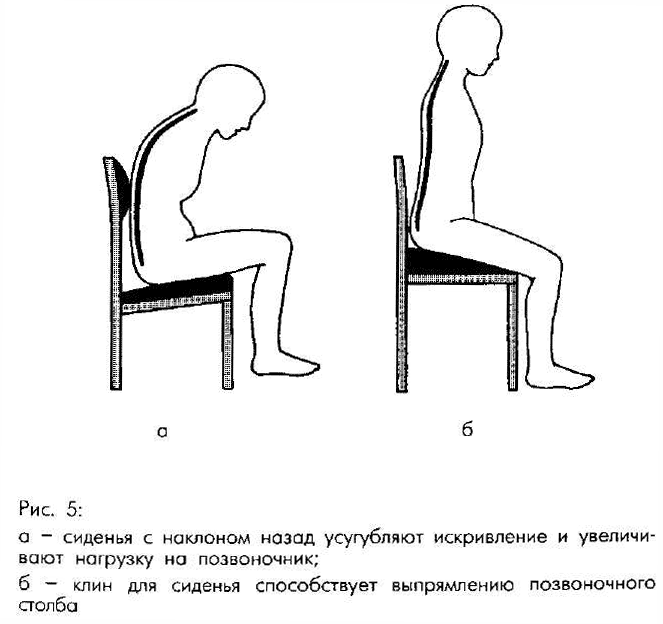 а
б
Рис. 5:
а – сиденья с наклоном назад усугубляют искривление и увеличи-
вают нагрузку на позвоночник;
б – клин для сиденья способствует выпрямлению позвоночного
столба